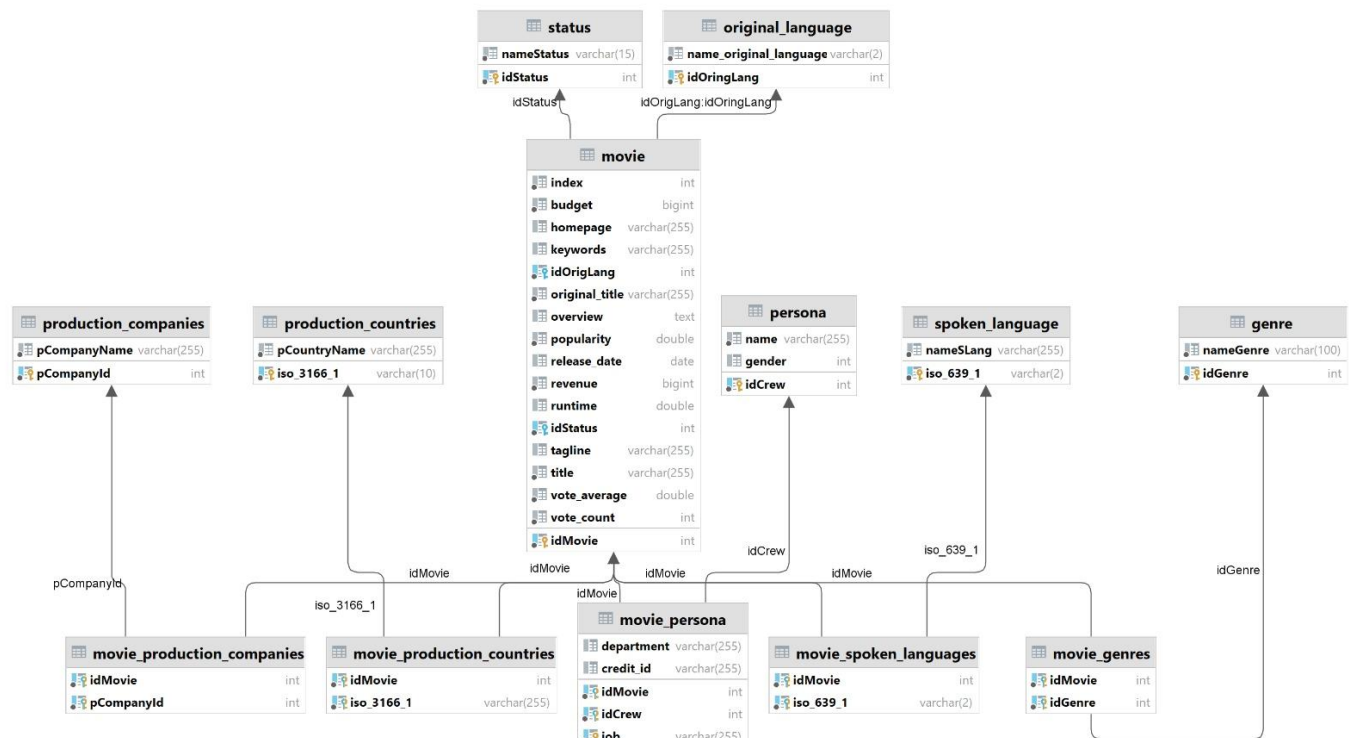 status
nameStatus varchar(15)
idStatus int
original_language
name_original_language varchar(2)
idOringLang int
idStatus
idOrigLang:idOringLang
movie
index int
budget bigint
homepage varchar(255)
keywords varchar(255)
idOrigLang int
original_title varchar(255)
overview text
popularity double
release_date date
revenue bigint
runtime double
idStatus int
tagline varchar(255)
title varchar(255)
vote_average double
vote_count int
idMovie int
production_companies
pCompanyName varchar(255)
pCompanyId int
production_countries
pCountryName varchar(255)
iso_3166_1 varchar(10)
persona
name varchar(255)
gender int
idCrew int
spoken_language
nameSLang varchar(255)
iso_639_1 varchar(2)
genre
nameGenre varchar(100)
idGenre int
pCompanyId
idMovie
iso_3166_1
idMovie
idMovie
idCrew
idMovie
iso_639_1
idMovie
idGenre
movie_production_companies
idMovie int
pCompanyId int
movie_production_countries
idMovie int
iso_3166_1 varchar(255)
movie_persona
department varchar(255)
credit_id varchar(255)
idMovie int
idCrew int
job varchar(255)
movie_spoken_languages
idMovie int
iso_639_1 varchar(2)
movie_genres
idMovie int
idGenre int